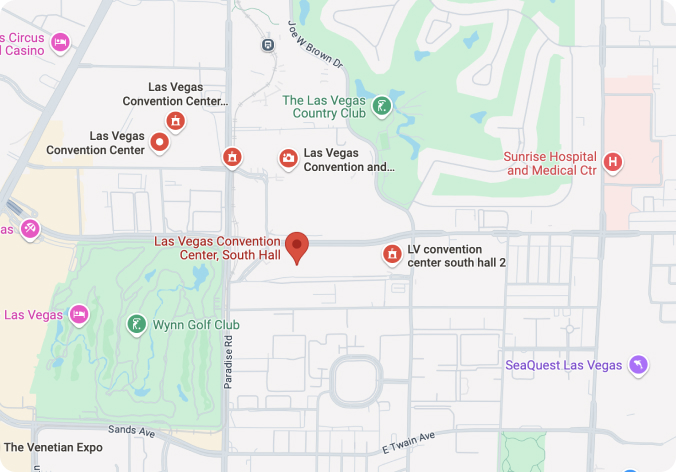 Joe W Brown Dr
s Circus
l Casino
Las Vegas
Convention Center...
The Las Vegas
Country Club
Las Vegas
Convention Center
Las Vegas
Convention and...
Sunrise Hospital
and Medical Ctr
H
as
Las Vegas Convention
Center, South Hall
LV convention
center south hall 2
Las Vegas
Wynn Golf Club
Paradise Rd
SeaQuest Las Vegas
Sands Ave
E Twain Ave
The Venetian Expo